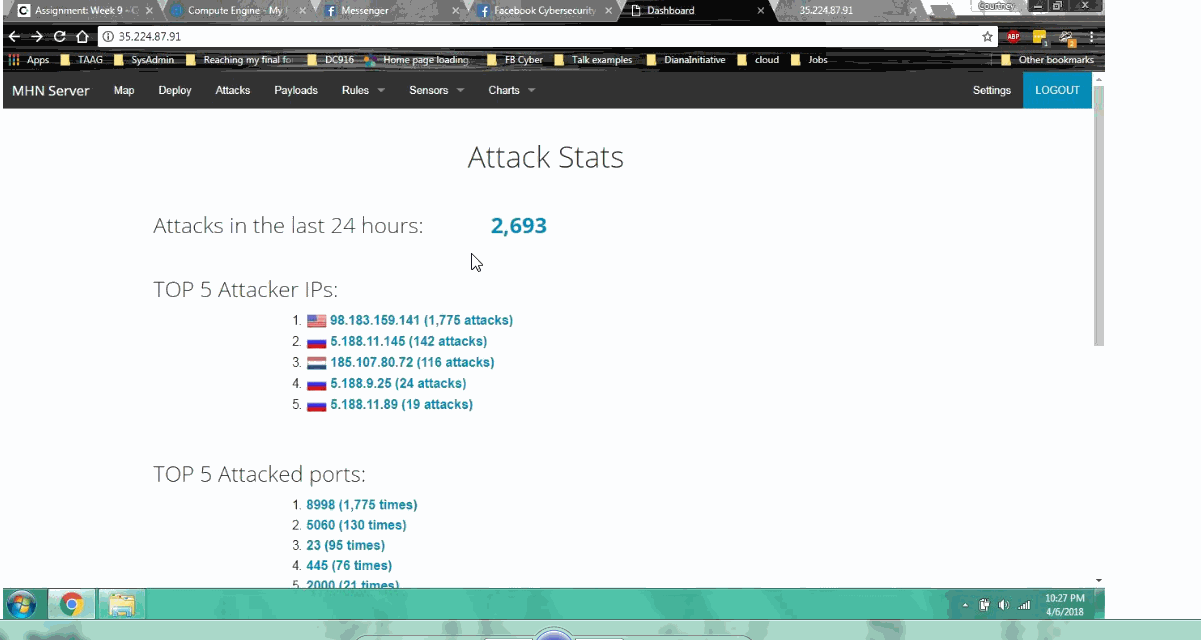 Assignment: Week 9 - C
Compute Engine - My
Messenger
Facebook Cybersecurity
Dashboard
35.224.87.91
Courtney
35.224.87.91
ABP
Apps TAAG SysAdmin Reaching my final fo DC916 Home page loading FB Cyber Talk examples DianaInitiative cloud Jobs Other bookmarks
MHN Server Map Deploy Attacks Payloads Rules Sensors Charts Settings LOGOUT
Attack Stats
Attacks in the last 24 hours: 2,693
TOP 5 Attacker IPs:
1. 98.183.159.141 (1,775 attacks)
2. 5.188.11.145 (142 attacks)
3. 185.107.80.72 (116 attacks)
4. 5.188.9.25 (24 attacks)
5. 5.188.11.89 (19 attacks)
TOP 5 Attacked ports:
1. 8998 (1,775 times)
2. 5060 (130 times)
3. 23 (95 times)
4. 445 (76 times)
5. 2000 (21 times)
10:27 PM
4/6/2018